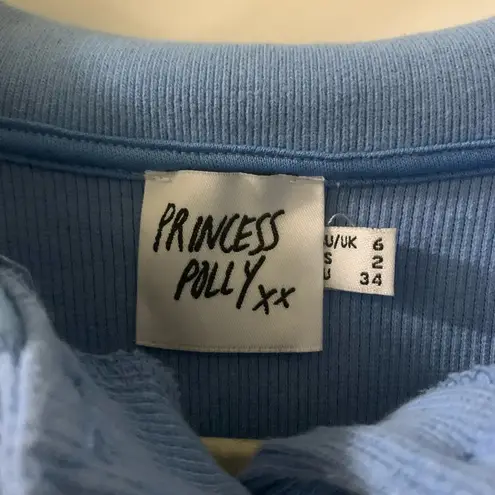 PRINCESS
POLLY xx
U/UK 6
S 2
U 34